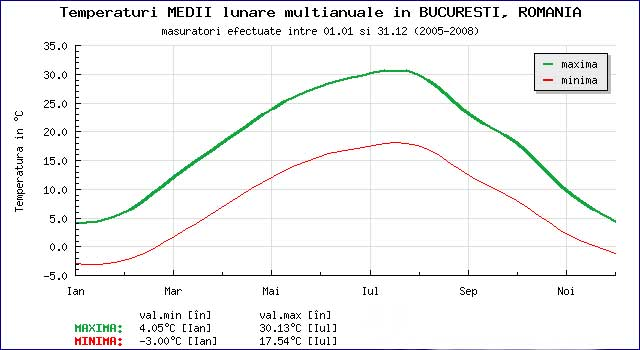 Temperaturi MEDII lunare multianuale in BUCURESTI, ROMANIA
masuratori efectuate intre 01.01 si 31.12 (2005-2008)
maxima
minima
Temperatura in °C
35.0
30.0
25.0
20.0
15.0
10.0
5.0
0.0
-5.0
Ian Mar Mai Iul Sep Noi
val.min [în] val.max [în]
MAXIMA: 4.05°C [Ian] 30.13°C [Iul]
MINIMA: -3.00°C [Ian] 17.54°C [Iul]